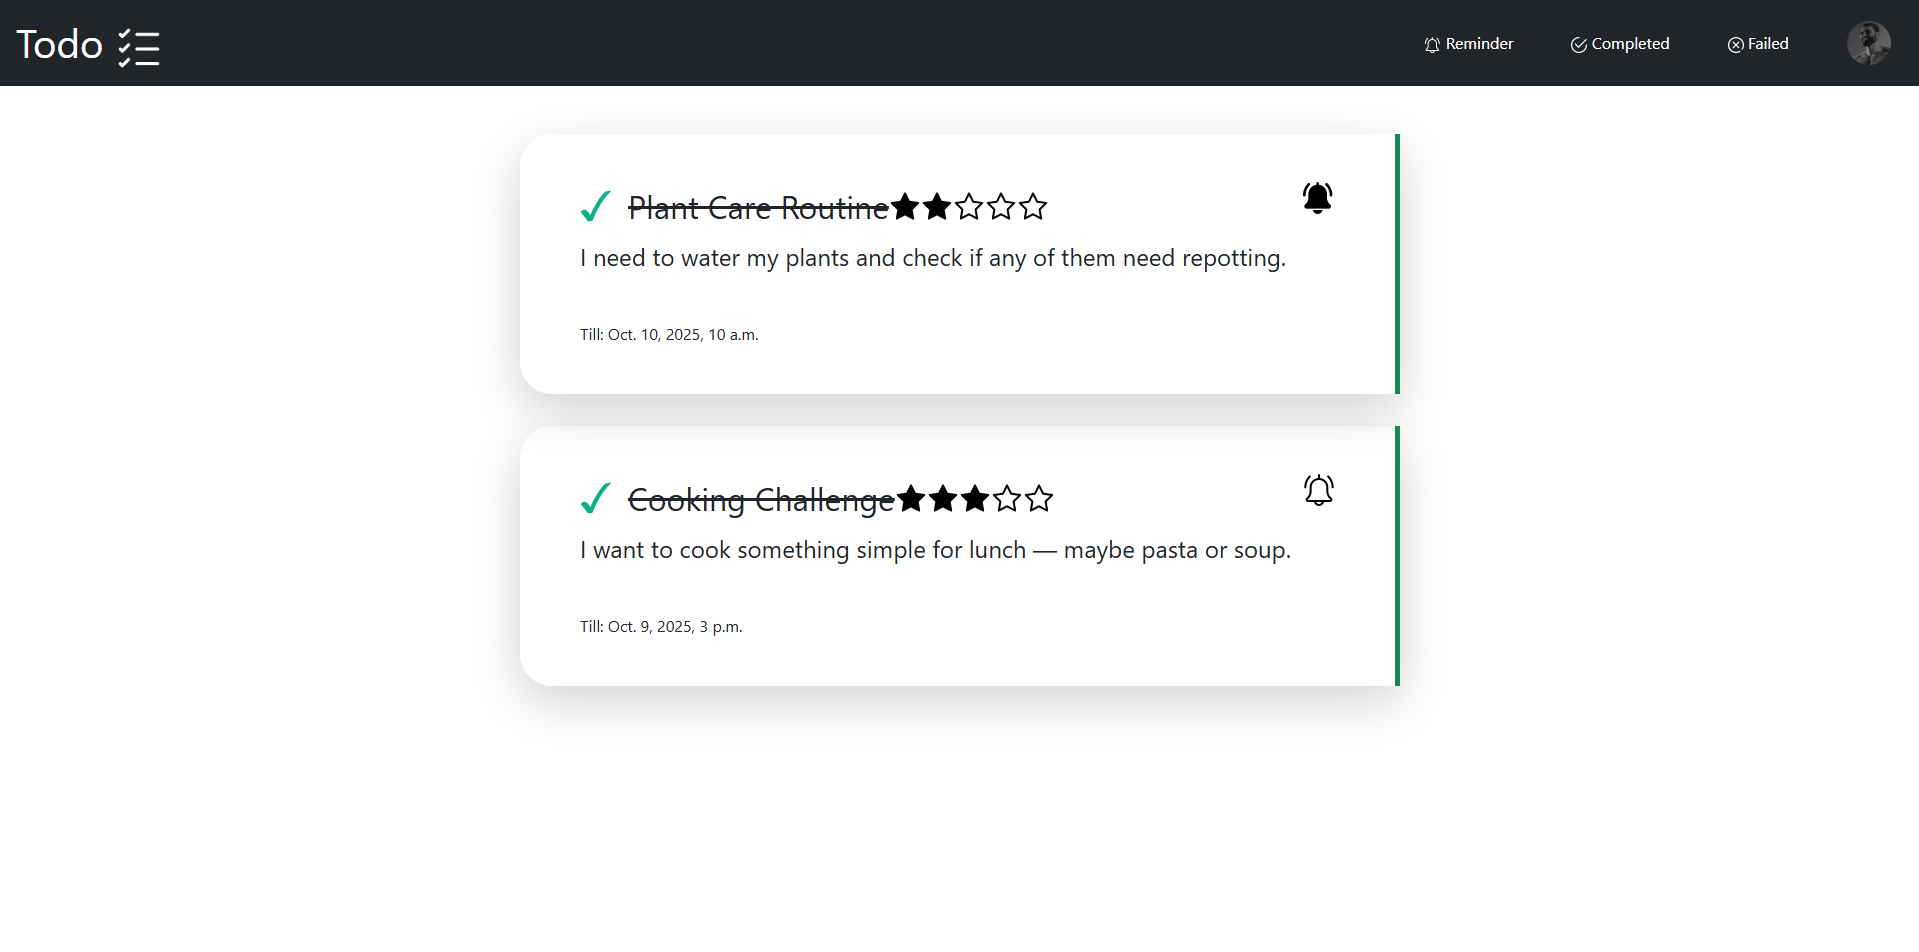 Todo
Reminder
Completed
Failed
Plant Care Routine
I need to water my plants and check if any of them need repotting.
Till: Oct. 10, 2025, 10 a.m.
Cooking Challenge
I want to cook something simple for lunch — maybe pasta or soup.
Till: Oct. 9, 2025, 3 p.m.